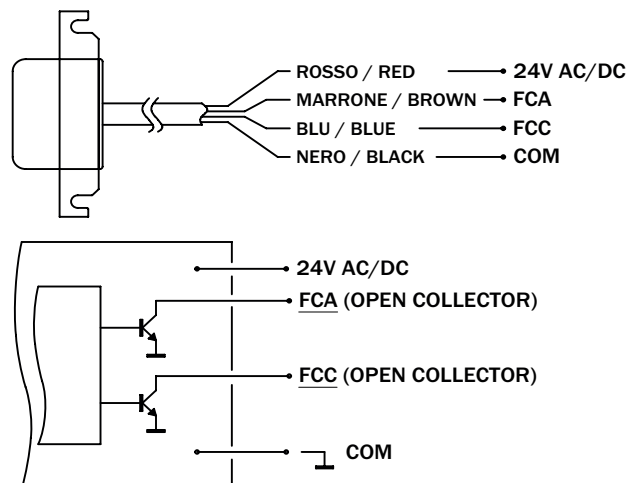 ROSSO / RED 24V AC/DC
MARRONE / BROWN FCA
BLU / BLUE FCC
NERO / BLACK COM
24V AC/DC
FCA (OPEN COLLECTOR)
FCC (OPEN COLLECTOR)
COM